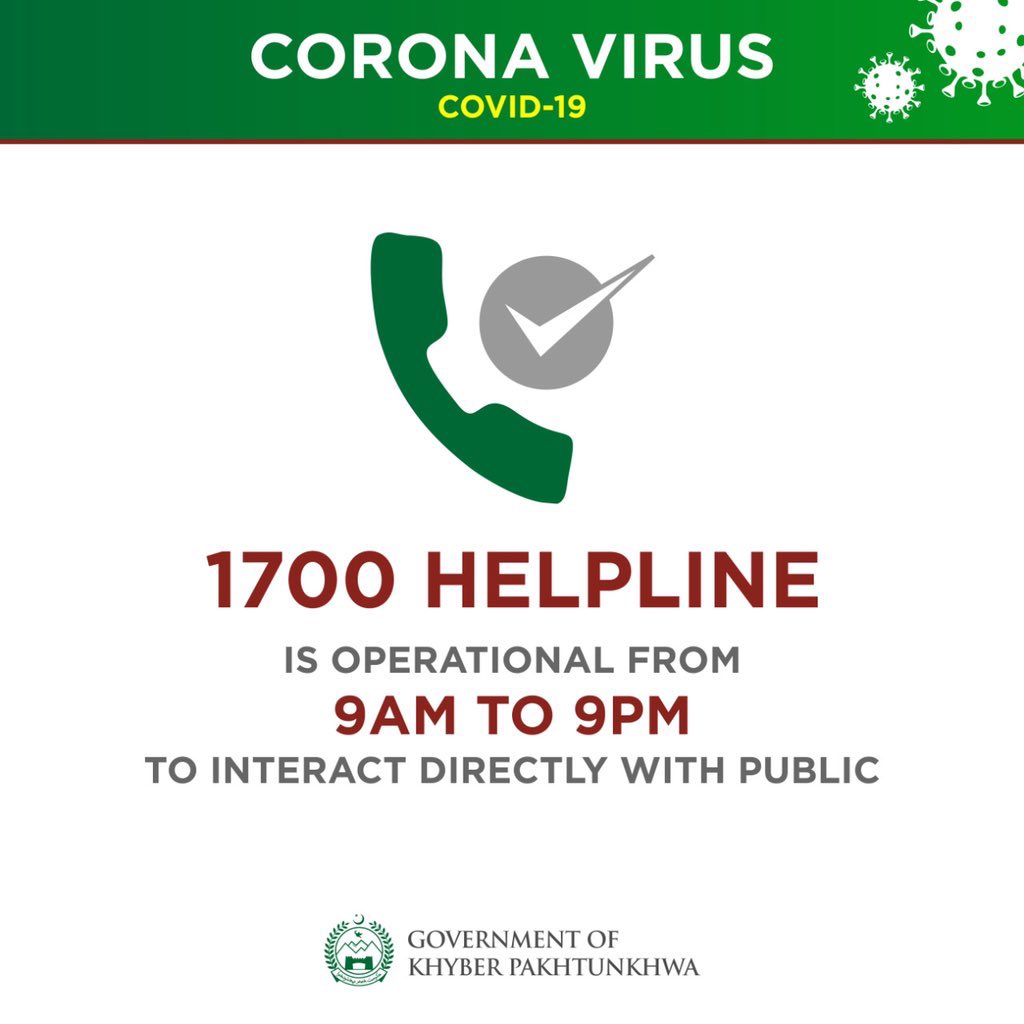 CORONA VIRUS
COVID-19
1700 HELPLINE
IS OPERATIONAL FROM
9AM TO 9PM
TO INTERACT DIRECTLY WITH PUBLIC
GOVERNMENT OF
KHYBER PAKHTUNKHWA